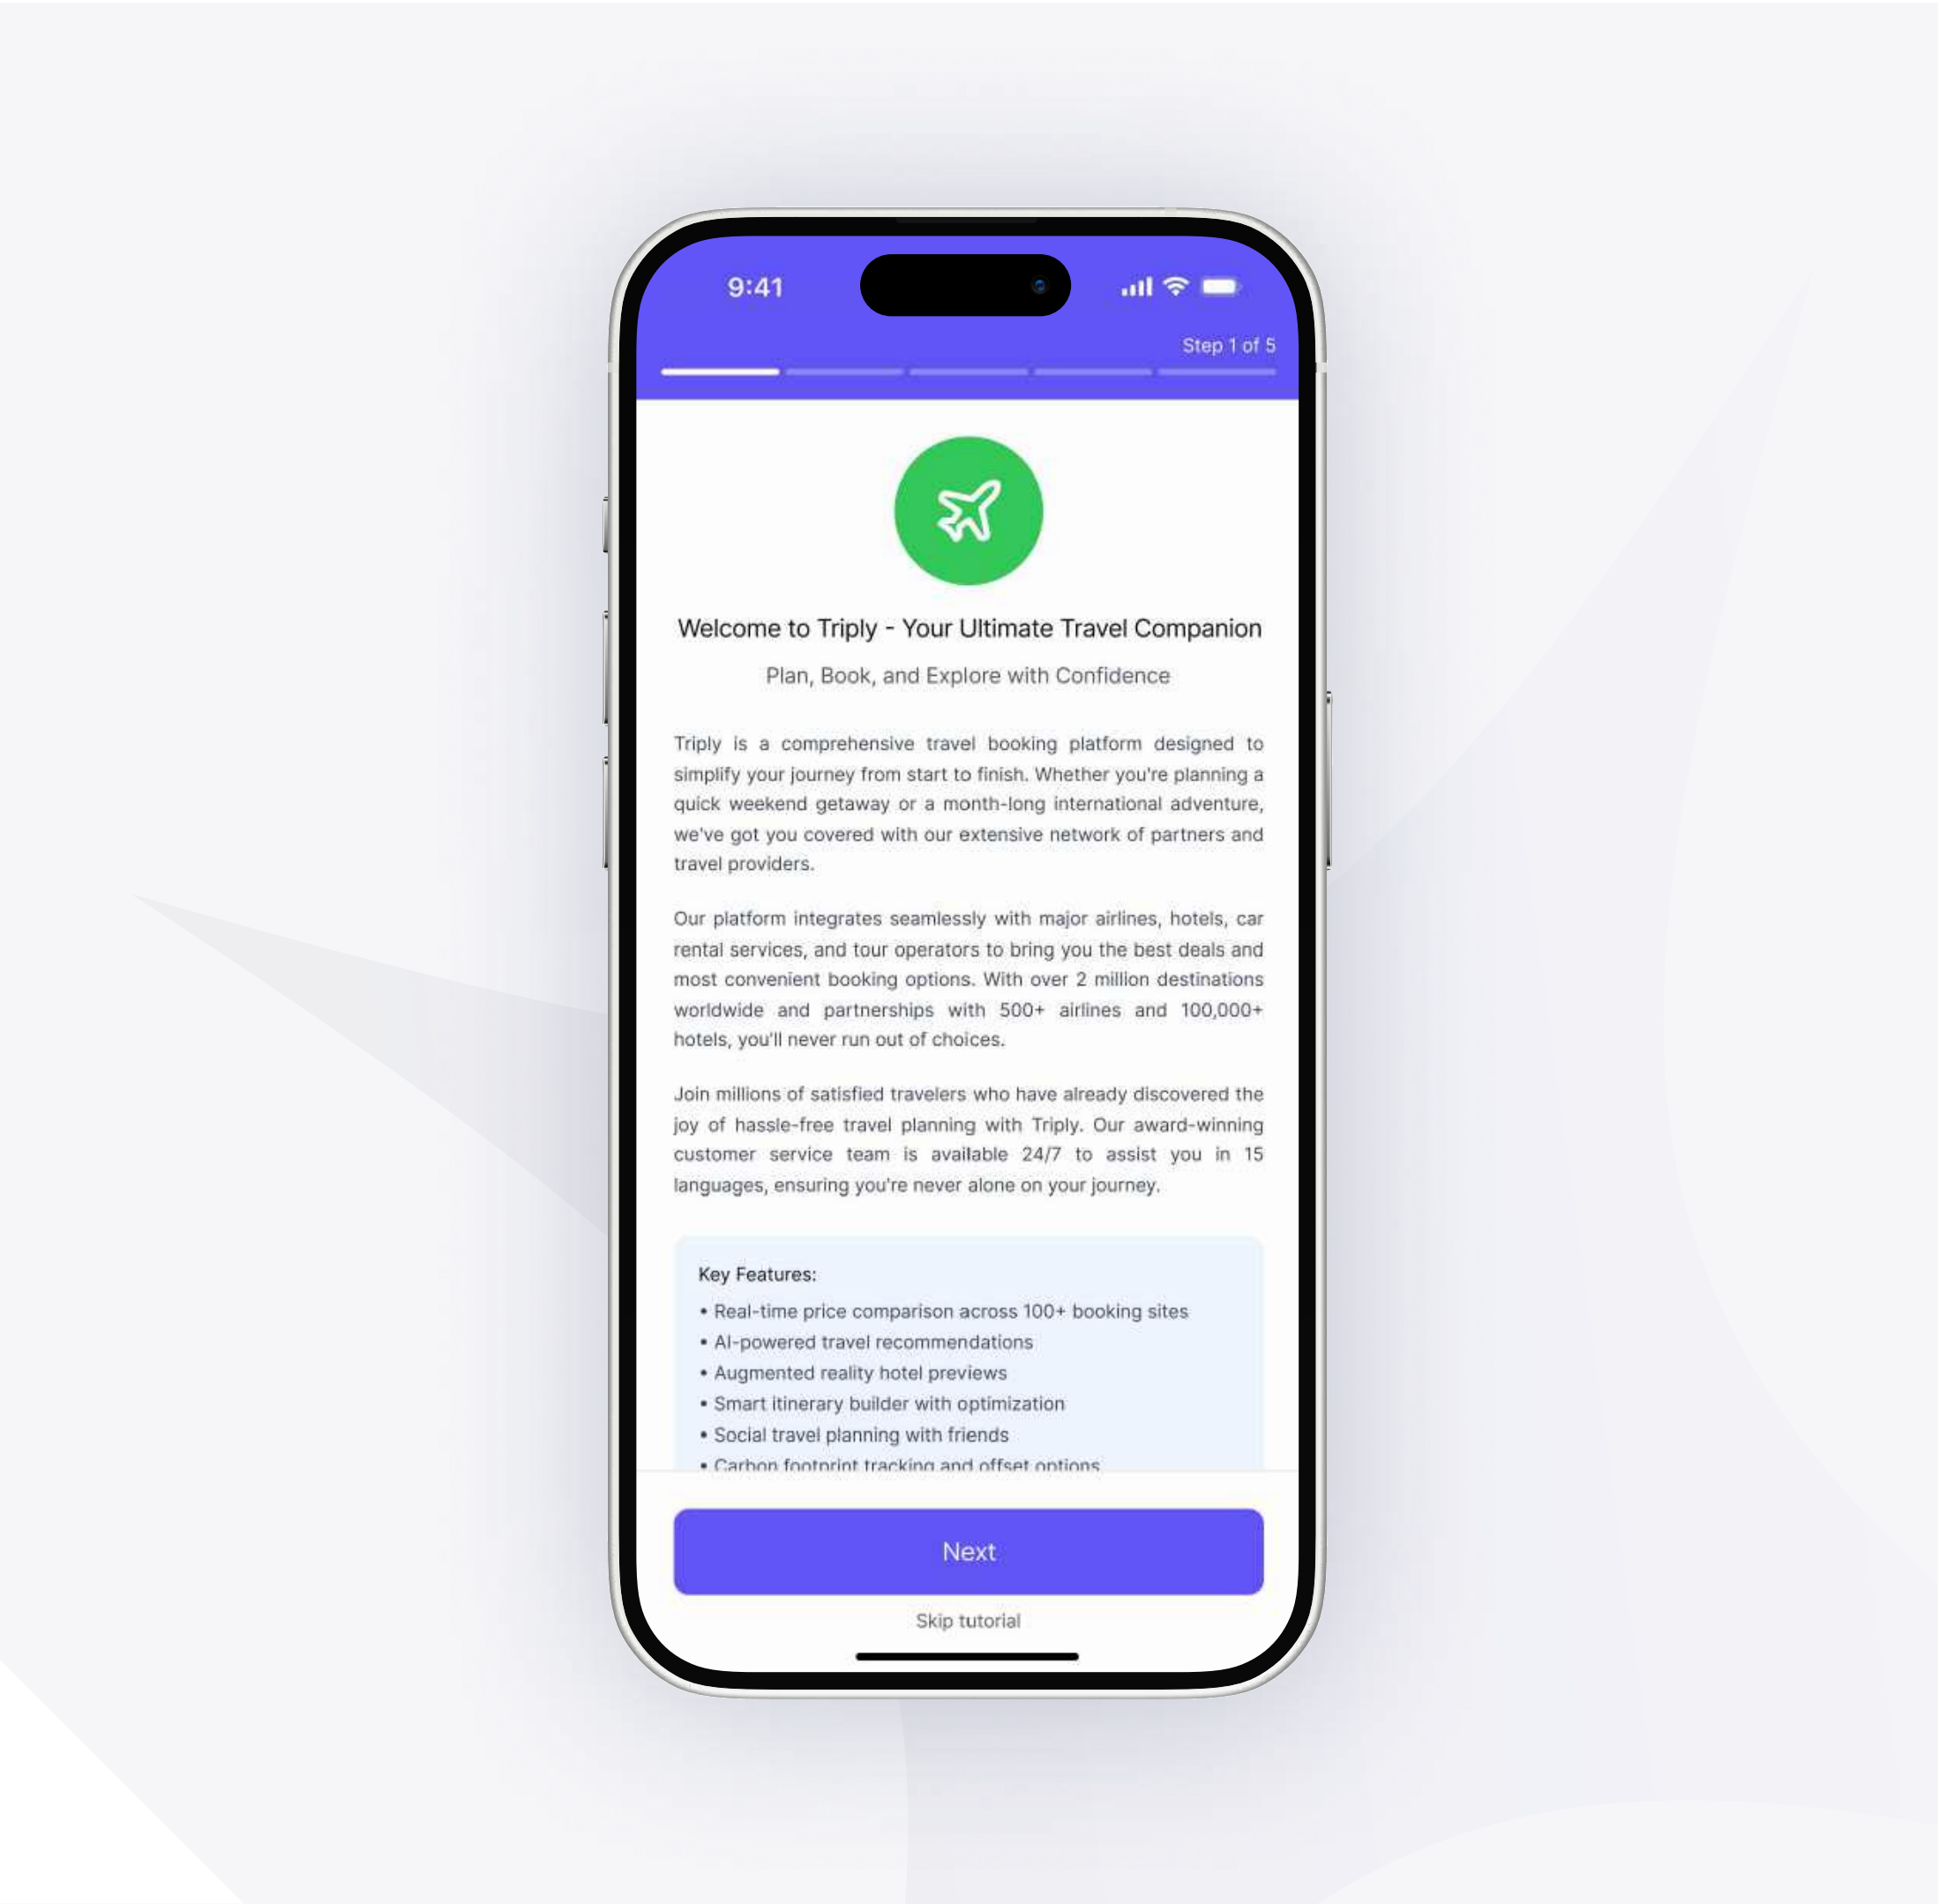 9:41
Step 1 of 5
Welcome to Triply - Your Ultimate Travel Companion
Plan, Book, and Explore with Confidence
Triply is a comprehensive travel booking platform designed to
simplify your journey from start to finish. Whether you're planning a
quick weekend getaway or a month-long international adventure,
we've got you covered with our extensive network of partners and
travel providers.
Our platform integrates seamlessly with major airlines, hotels, car
rental services, and tour operators to bring you the best deals and
most convenient booking options. With over 2 million destinations
worldwide and partnerships with 500+ airlines and 100,000+
hotels, you'll never run out of choices.
Join millions of satisfied travelers who have already discovered the
joy of hassle-free travel planning with Triply. Our award-winning
customer service team is available 24/7 to assist you in 15
languages, ensuring you're never alone on your journey.
Key Features:
• Real-time price comparison across 100+ booking sites
• AI-powered travel recommendations
• Augmented reality hotel previews
• Smart itinerary builder with optimization
• Social travel planning with friends
• Carbon footprint tracking and offset options
Next
Skip tutorial